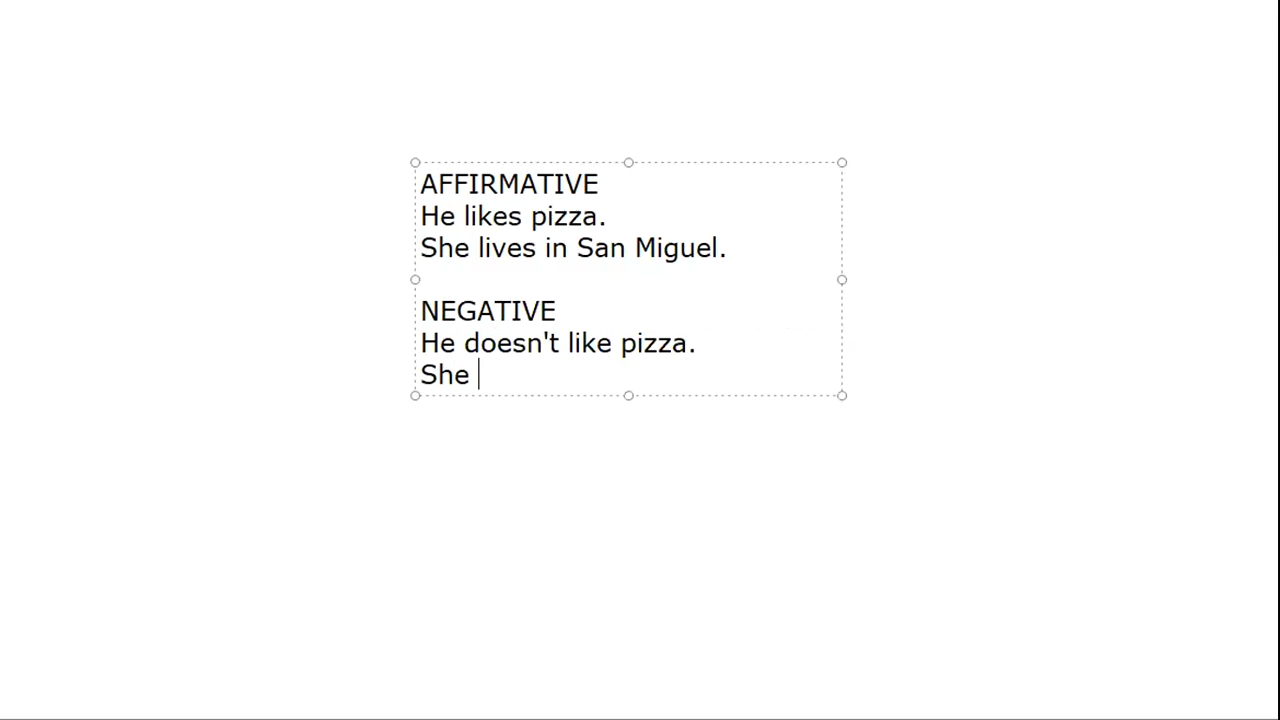 AFFIRMATIVE
He likes pizza.
She lives in San Miguel.
NEGATIVE
He doesn't like pizza.
She